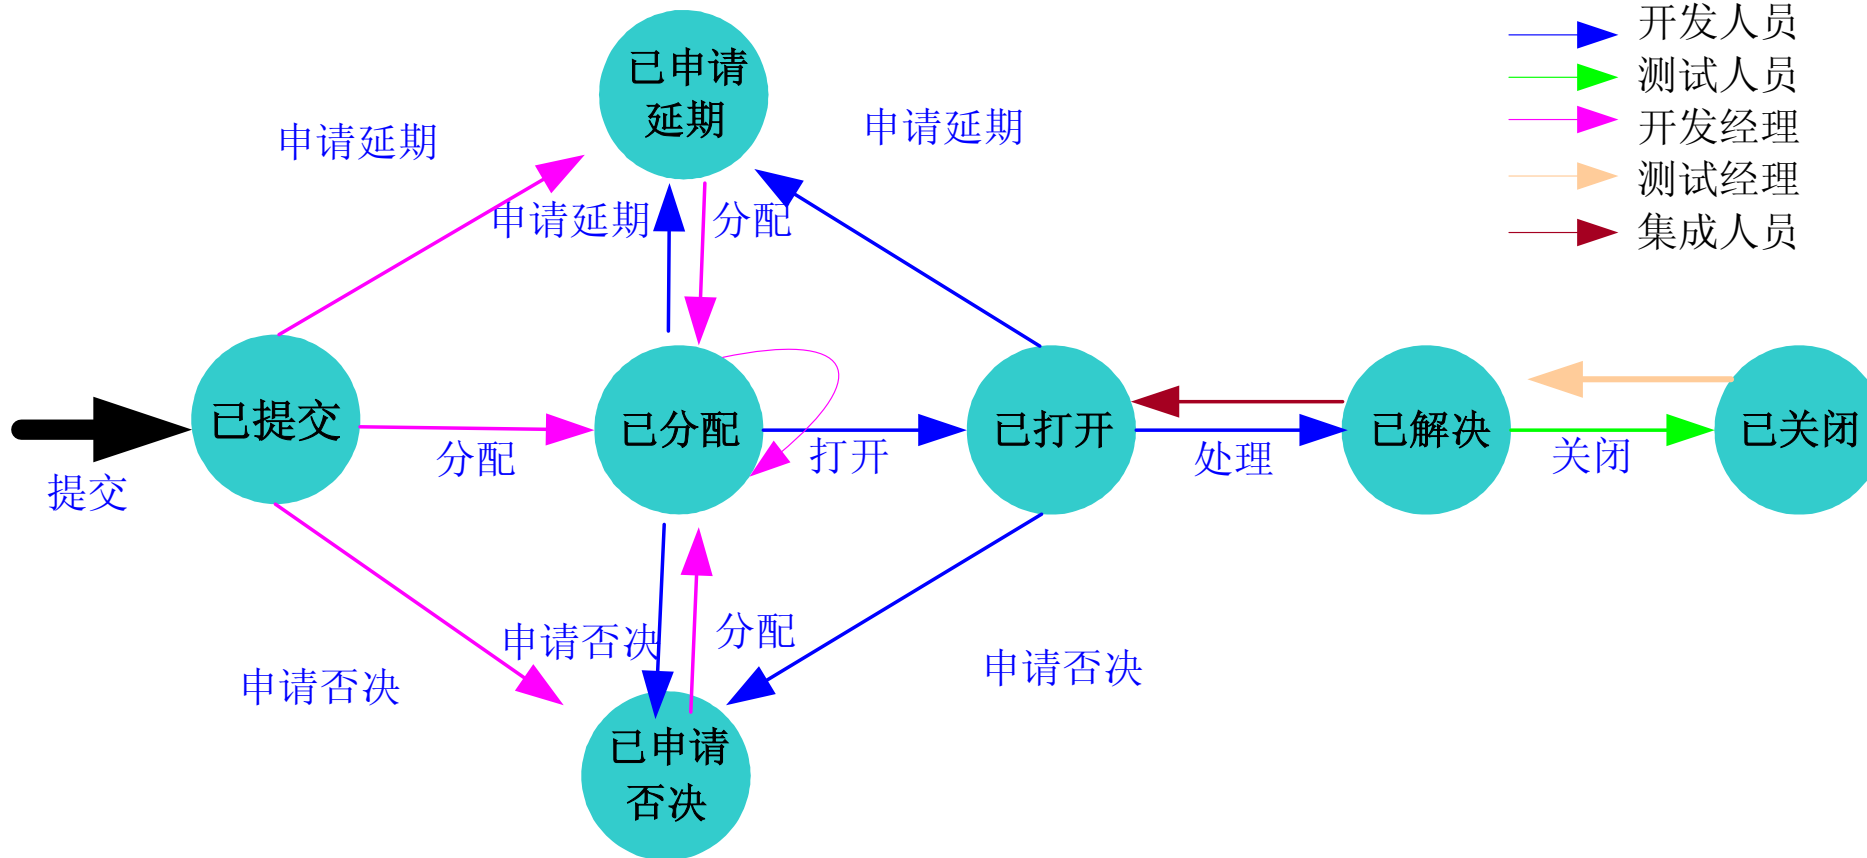 开发人员
测试人员
开发经理
测试经理
集成人员
已申请
延期
申请延期
申请延期
申请延期
分配
已提交
已分配
已打开
已解决
已关闭
提交
分配
打开
处理
关闭
申请否决
分配
申请否决
申请否决
已申请
否决